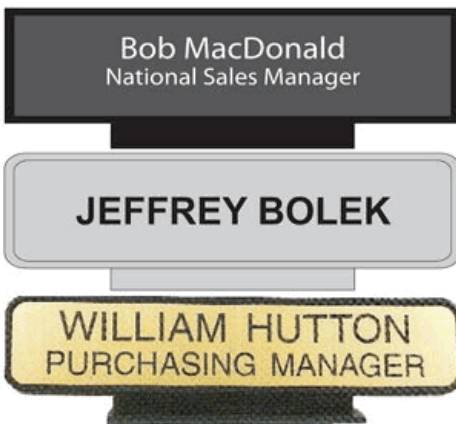 Bob MacDonald
National Sales Manager
JEFFREY BOLEK
WILLIAM HUTTON
PURCHASING MANAGER